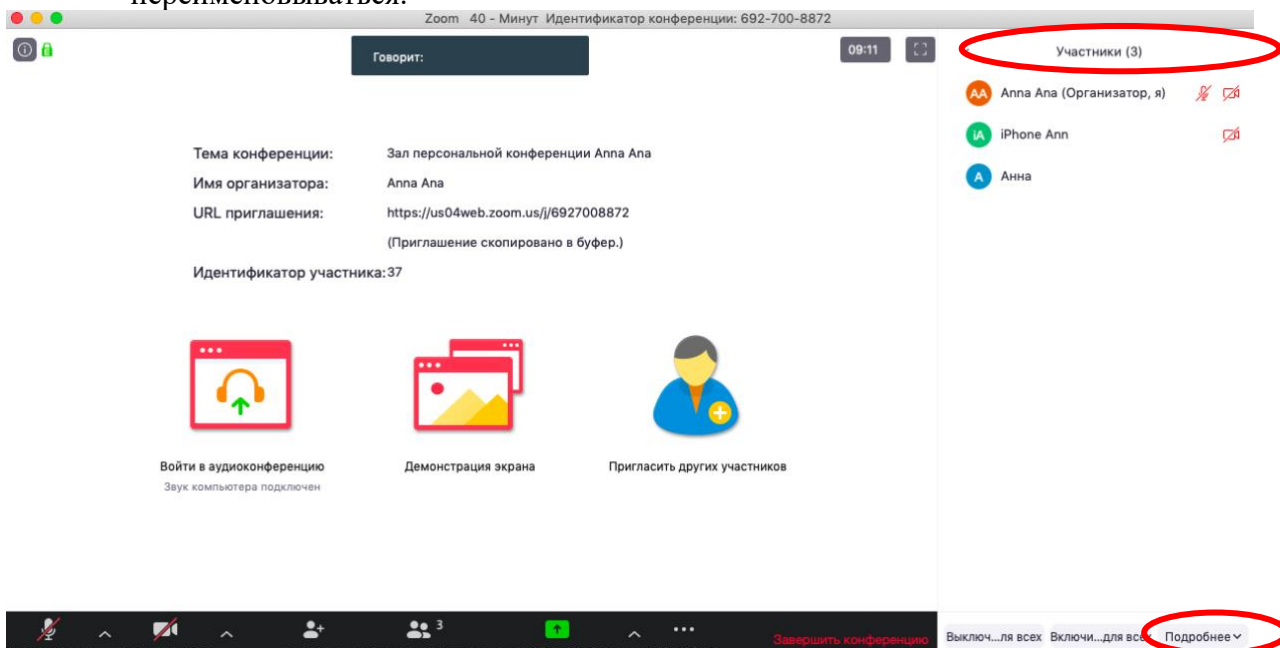 переименовываться.
Zoom 40 - Минут Идентификатор конференции: 692-700-8872
Говорит:
09:11
Участники (3)
AA Anna Ana (Организатор, я)
iA iPhone Ann
А Анна
Тема конференции: Зал персональной конференции Anna Ana
Имя организатора: Anna Ana
URL приглашения: https://us04web.zoom.us/j/6927008872
(Приглашение скопировано в буфер.)
Идентификатор участника: 37
Войти в аудиоконференцию
Звук компьютера подключен
Демонстрация экрана
Пригласить других участников
3
Завершить конференцию
Выключ...ля всех Включи...для всех Подробнее